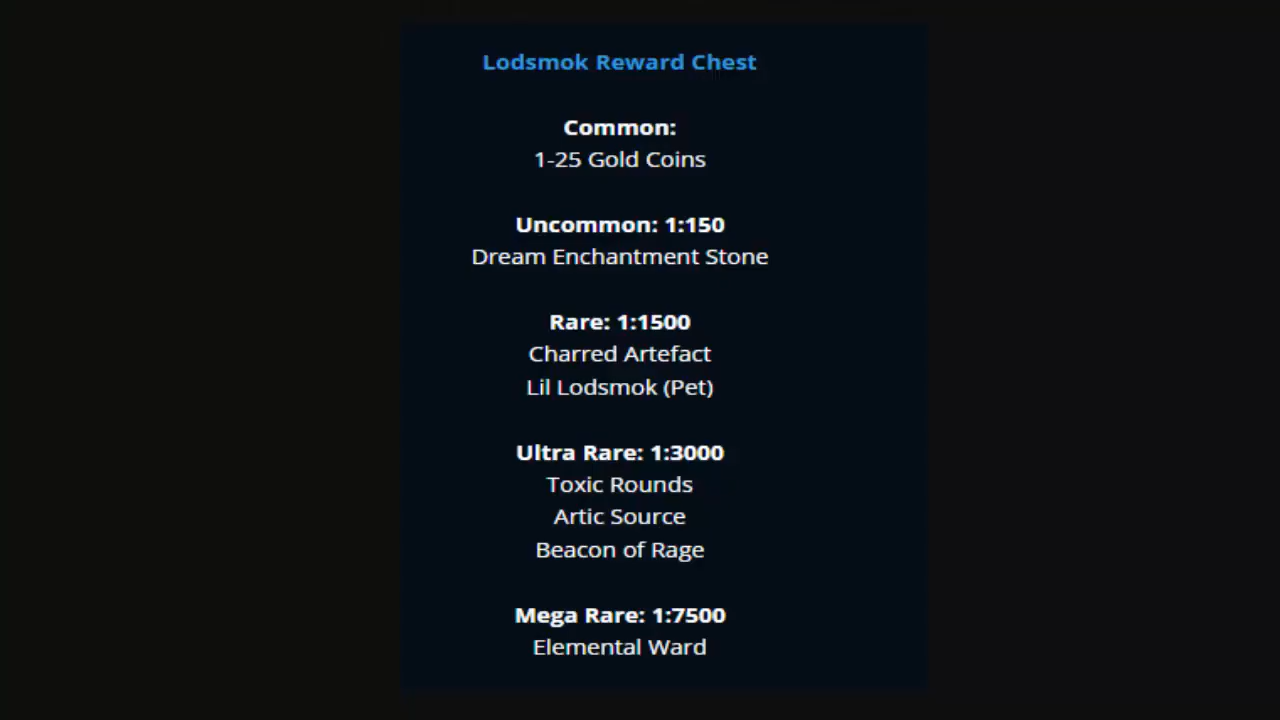 Lodsmok Reward Chest
Common:
1-25 Gold Coins
Uncommon: 1:150
Dream Enchantment Stone
Rare: 1:1500
Charred Artefact
Lil Lodsmok (Pet)
Ultra Rare: 1:3000
Toxic Rounds
Artic Source
Beacon of Rage
Mega Rare: 1:7500
Elemental Ward